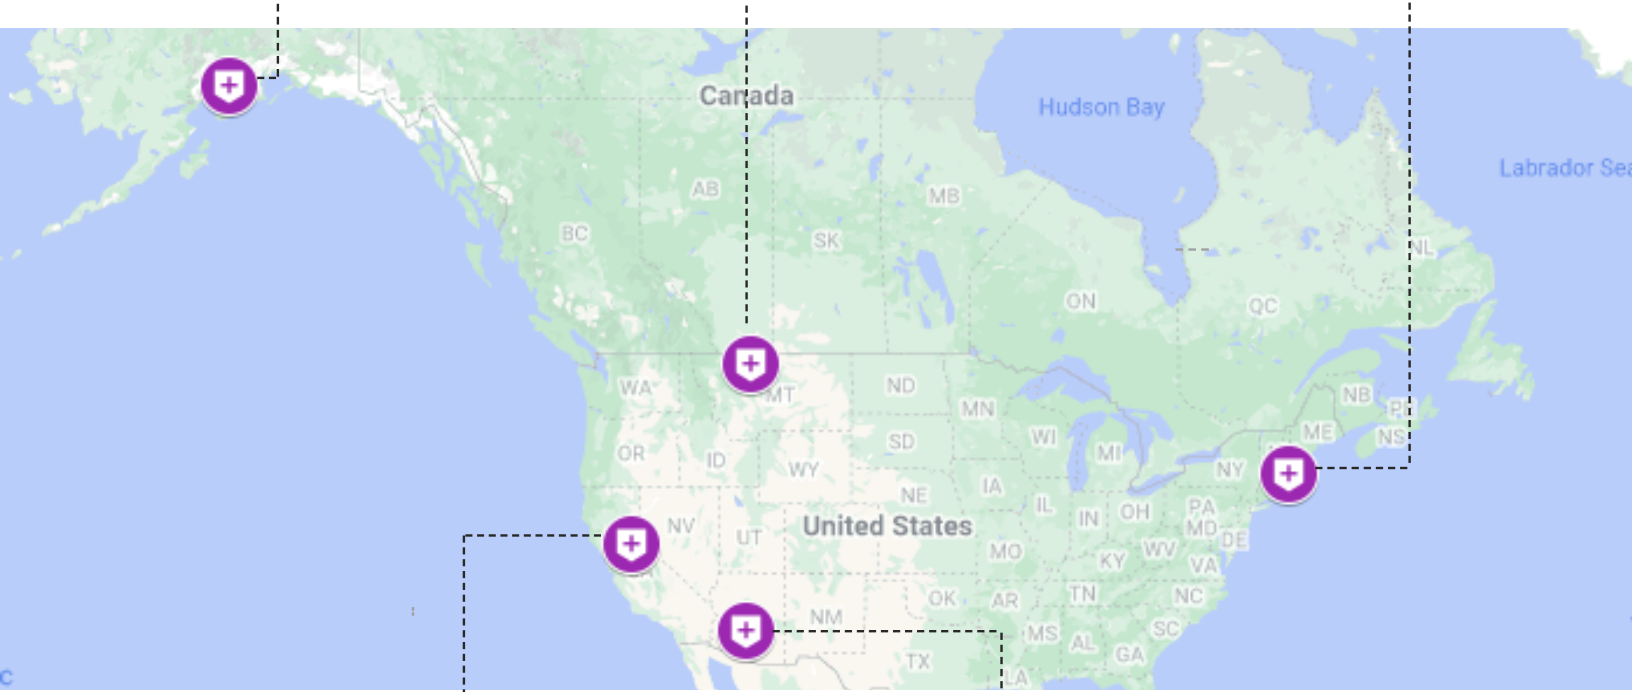 Canada
Hudson Bay
Labrador Sea
AB
MB
BC
SK
NL
ON
QC
WA
MT
ND
MN
NB
PE
ME
NS
OR
ID
WY
SD
WI
MI
NY
NE
IA
IL
IN
OH
PA
MD
DE
NV
UT
United States
MO
KY
WV
VA
OK
AR
TN
NC
NM
MS
AL
SC
GA
TX
LA
c